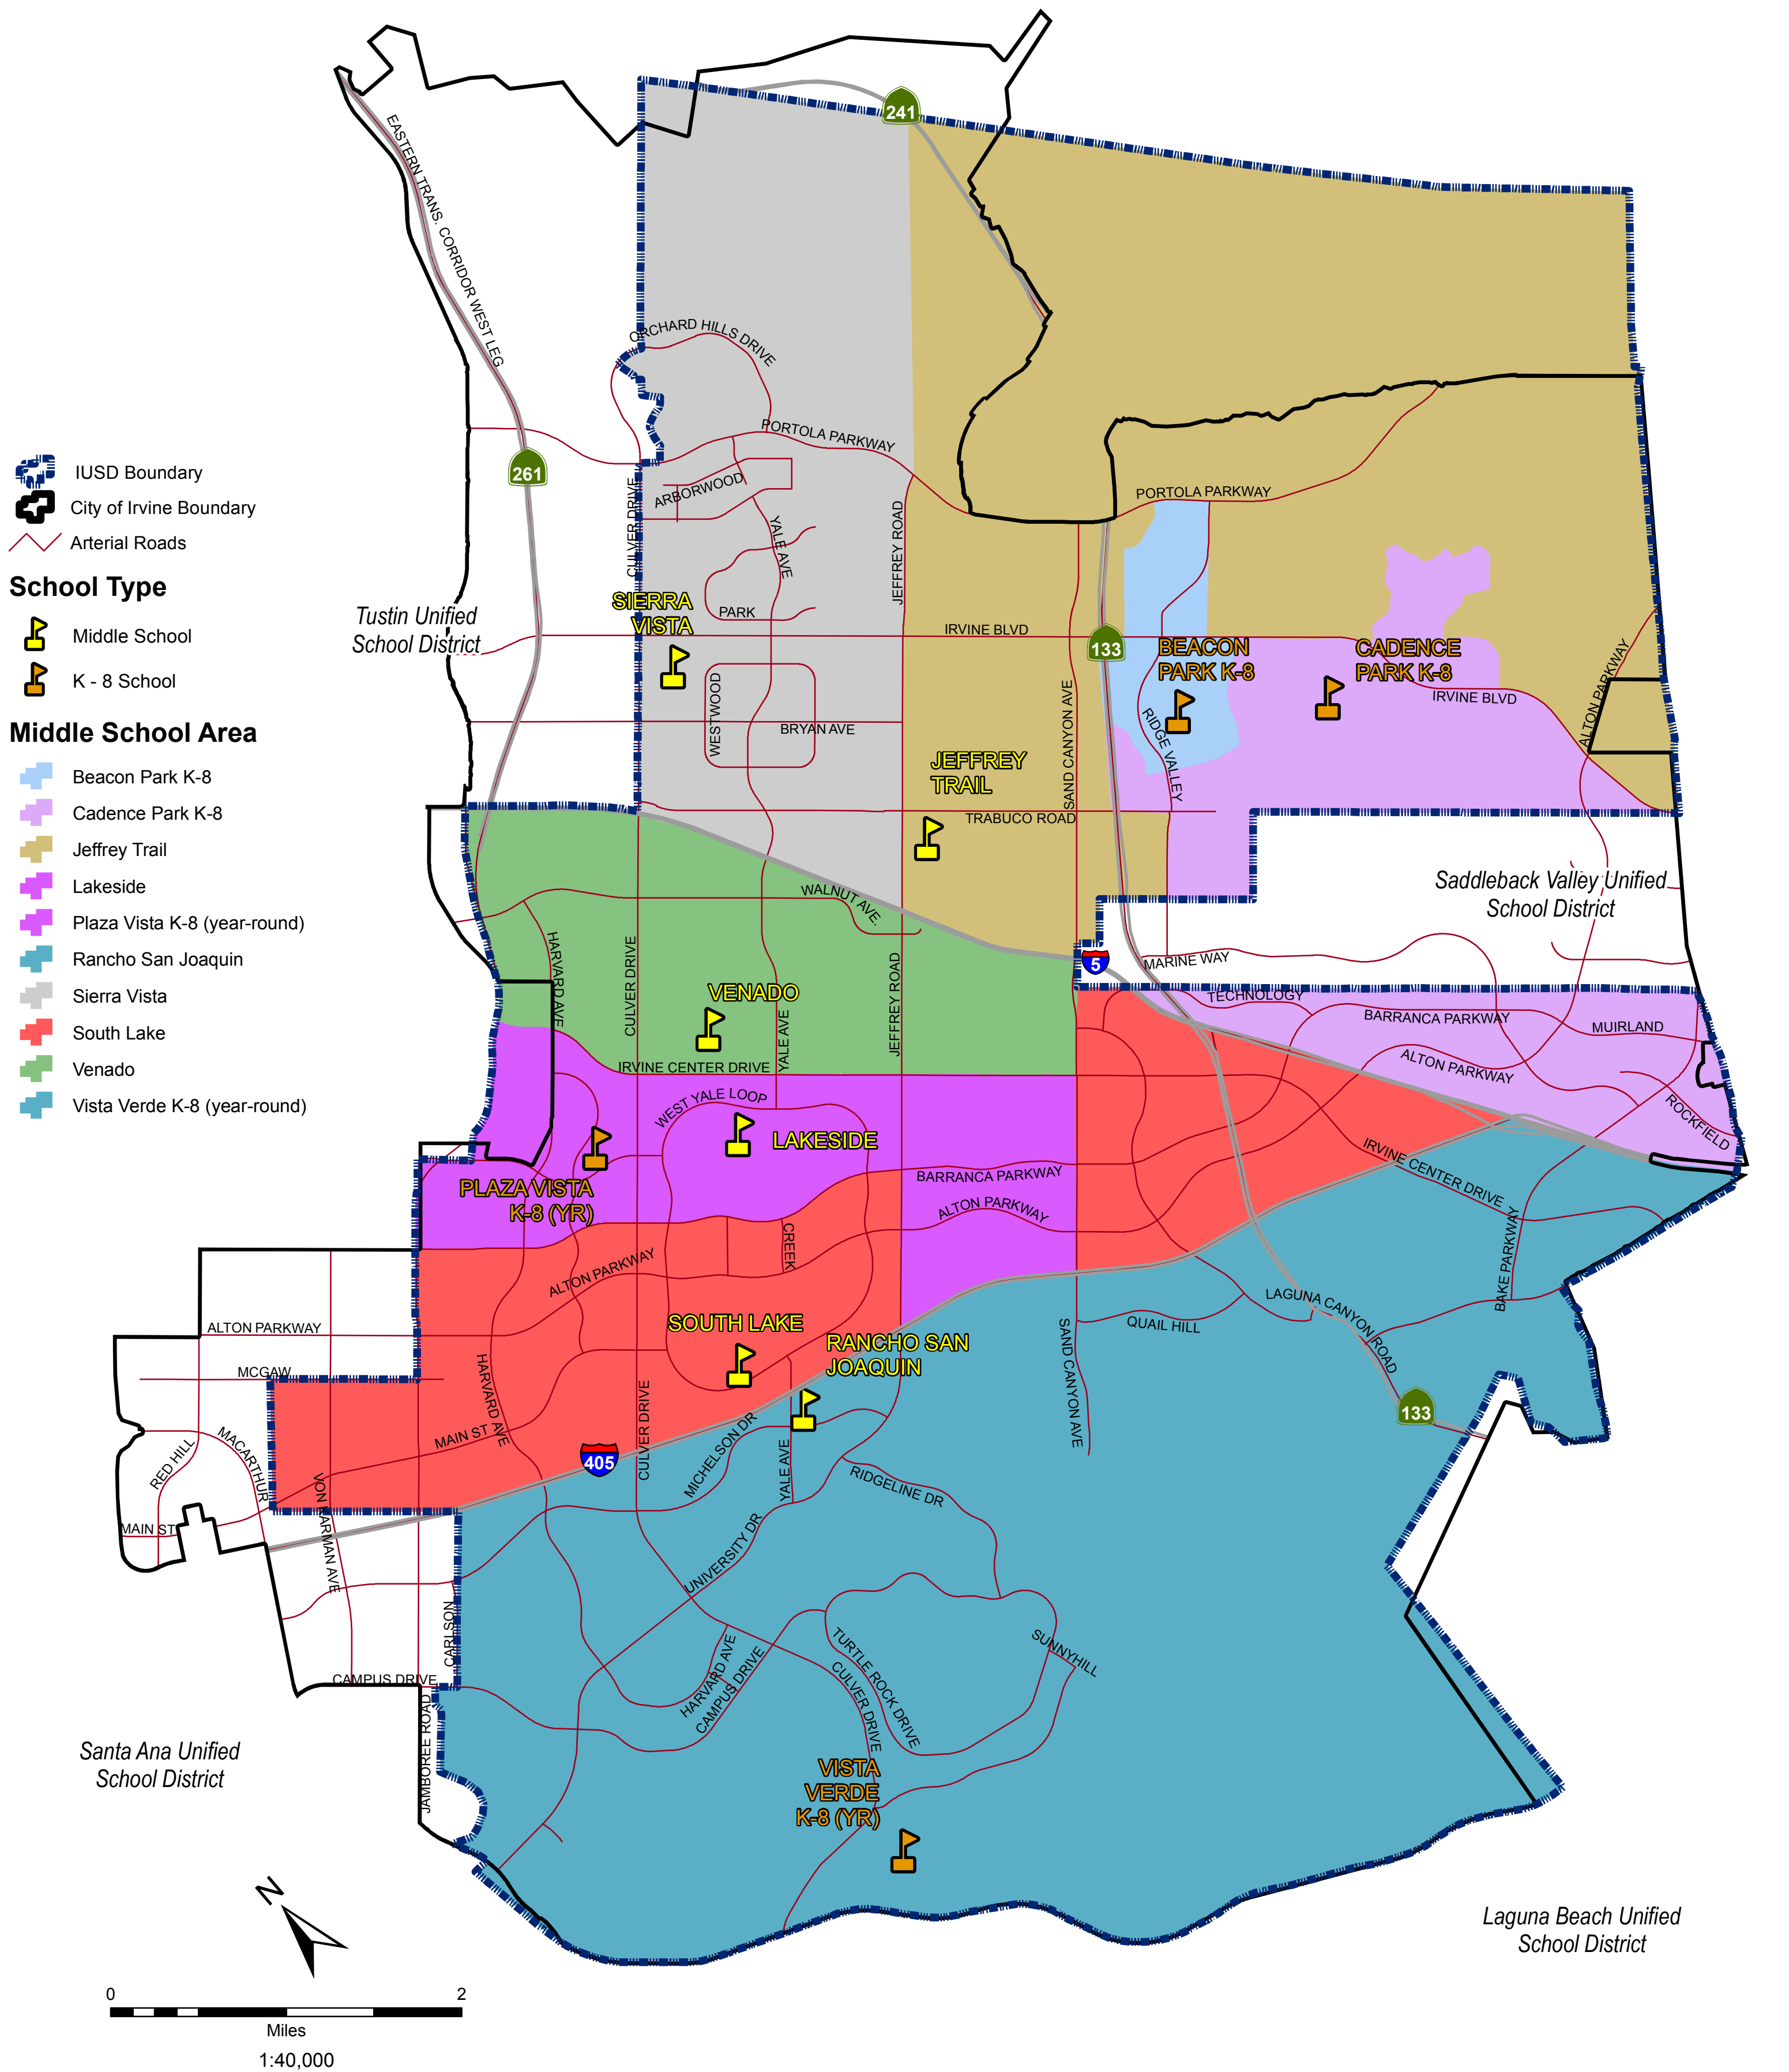 241
EASTERN TRANS. CORRIDOR WEST LEG
ORCHARD HILLS DRIVE
PORTOLA PARKWAY
261
ARBORWOOD
CULVER DRIVE
YALE AVE
JEFFREY ROAD
PORTOLA PARKWAY
IUSD Boundary
City of Irvine Boundary
Arterial Roads
School Type
Middle School
K - 8 School
Middle School Area
Beacon Park K-8
Cadence Park K-8
Jeffrey Trail
Lakeside
Plaza Vista K-8 (year-round)
Rancho San Joaquin
Sierra Vista
South Lake
Venado
Vista Verde K-8 (year-round)
Tustin Unified
School District
SIERRA
VISTA
PARK
IRVINE BLVD
133
BEACON
PARK K-8
CADENCE
PARK K-8
IRVINE BLVD
ALTON PARKWAY
WESTWOOD
BRYAN AVE
SAND CANYON AVE
RIDGE VALLEY
JEFFREY
TRAIL
TRABUCO ROAD
Saddleback Valley Unified
School District
WALNUT AVE.
HARVARD AVE
CULVER DRIVE
JEFFREY ROAD
5
MARINE WAY
VENADO
YALE AVE
TECHNOLOGY
BARRANCA PARKWAY
MUIRLAND
IRVINE CENTER DRIVE
ALTON PARKWAY
WEST YALE LOOP
ROCKFIELD
LAKESIDE
IRVINE CENTER DRIVE
PLAZA VISTA
K-8 (YR)
BARRANCA PARKWAY
ALTON PARKWAY
CREEK
ALTON PARKWAY
BAKE PARKWAY
LAGUNA CANYON ROAD
QUAIL HILL
SAND CANYON AVE
SOUTH LAKE
RANCHO SAN
JOAQUIN
ALTON PARKWAY
MCGAW
HARVARD AVE
CULVER DRIVE
133
MAIN ST
MICHELSON DR
YALE AVE
405
RED HILL
MACARTHUR
VON KARMAN AVE
MAIN ST
RIDGELINE DR
UNIVERSITY DR
CARLSON
CAMPUS DRIVE
HARVARD AVE
CAMPUS DRIVE
TURTLE ROCK DRIVE
CULVER DRIVE
SUNNYHILL
JAMBOREE ROAD
Santa Ana Unified
School District
VISTA
VERDE
K-8 (YR)
N
Laguna Beach Unified
School District
0 2
Miles
1:40,000